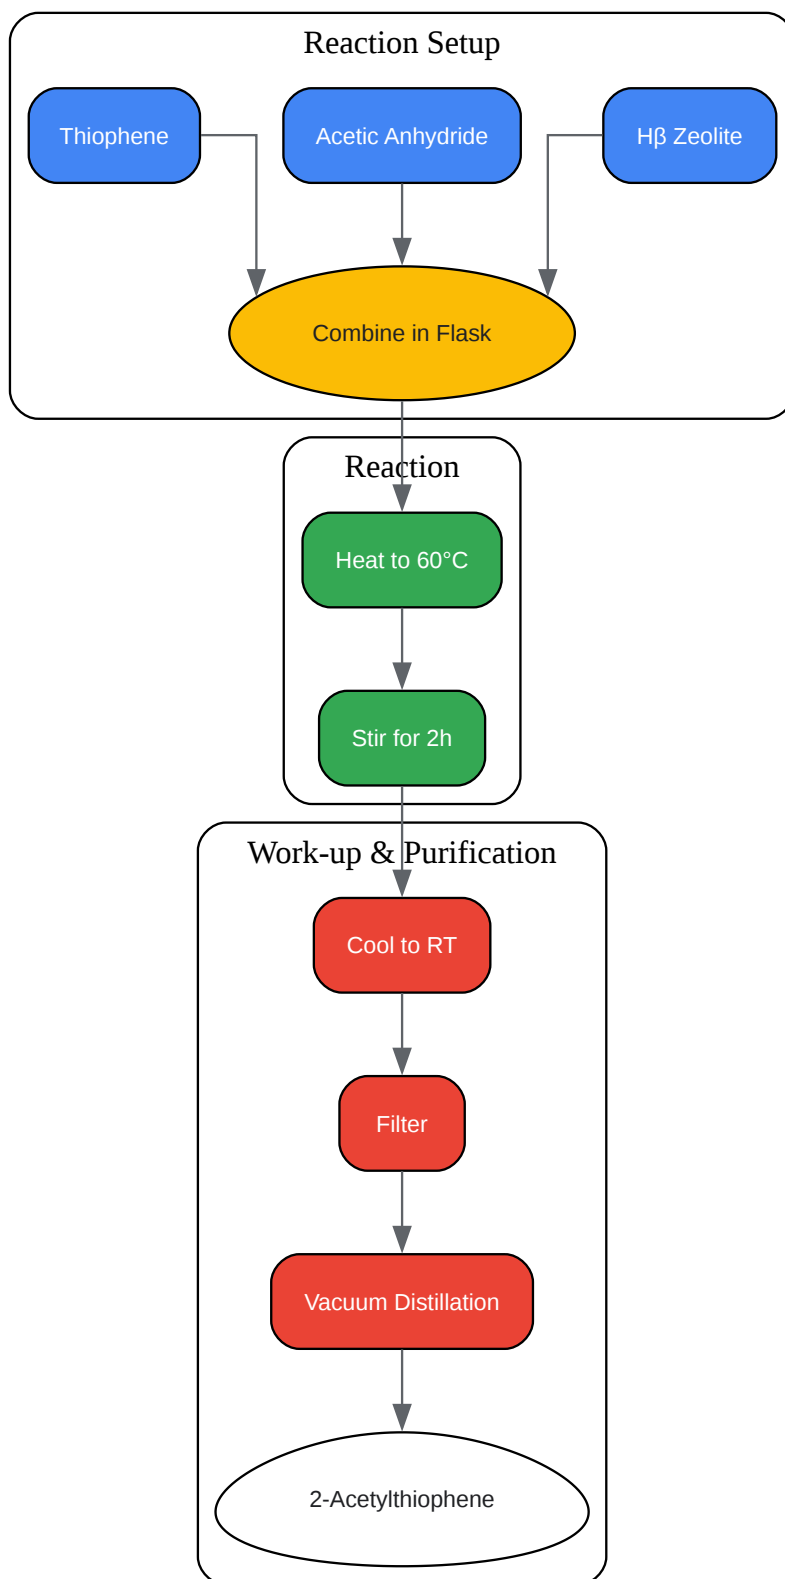 Reaction Setup
Thiophene
Acetic Anhydride
Hβ Zeolite
Combine in Flask
Reaction
Heat to 60°C
Stir for 2h
Work-up & Purification
Cool to RT
Filter
Vacuum Distillation
2-Acetylthiophene